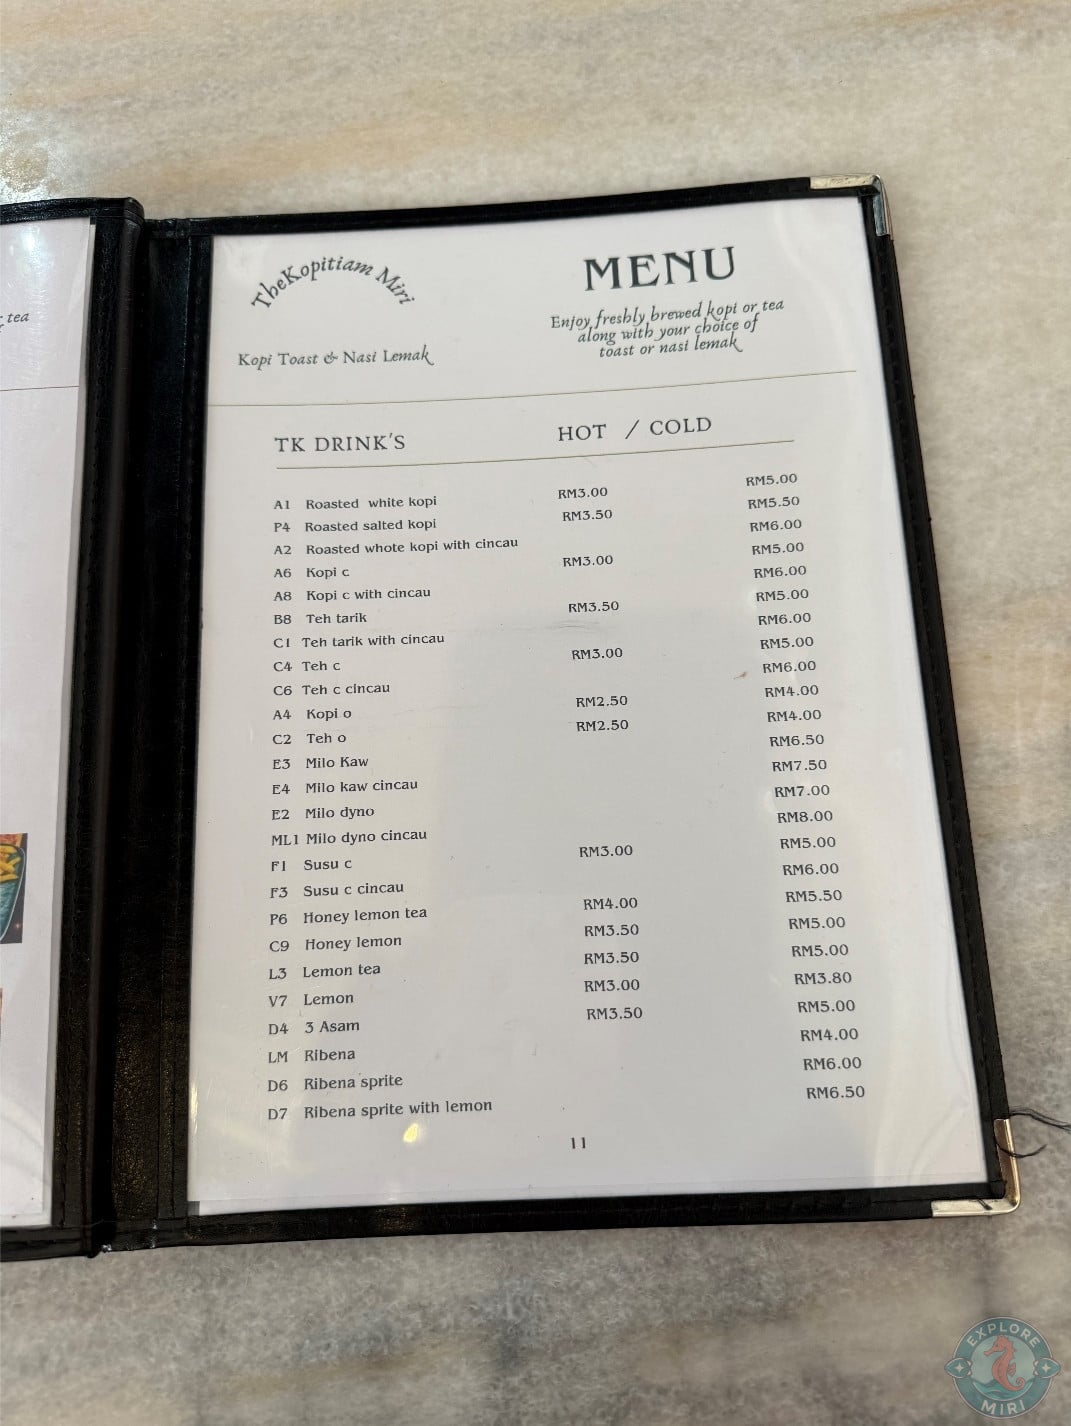 tea
TheKopitiam Miri
Kopi Toast & Nasi Lemak
MENU
Enjoy freshly brewed kopi or tea
along with your choice of
toast or nasi lemak
TK DRINK'S HOT / COLD
A1 Roasted white kopi RM3.00 RM5.00
P4 Roasted salted kopi RM3.50 RM5.50
A2 Roasted whote kopi with cincau RM6.00
A6 Kopi c RM3.00 RM5.00
A8 Kopi c with cincau RM6.00
B8 Teh tarik RM3.50 RM5.00
C1 Teh tarik with cincau RM6.00
C4 Teh c RM3.00 RM5.00
C6 Teh c cincau RM6.00
A4 Kopi o RM2.50 RM4.00
C2 Teh o RM2.50 RM4.00
E3 Milo Kaw RM6.50
E4 Milo kaw cincau RM7.50
E2 Milo dyno RM7.00
ML1 Milo dyno cincau RM8.00
F1 Susu c RM3.00 RM5.00
F3 Susu c cincau RM6.00
P6 Honey lemon tea RM4.00 RM5.50
C9 Honey lemon RM3.50 RM5.00
L3 Lemon tea RM3.50 RM5.00
V7 Lemon RM3.00 RM3.80
D4 3 Asam RM3.50 RM5.00
LM Ribena RM4.00
D6 Ribena sprite RM6.00
D7 Ribena sprite with lemon RM6.50
11
EXPLORE
MIRI